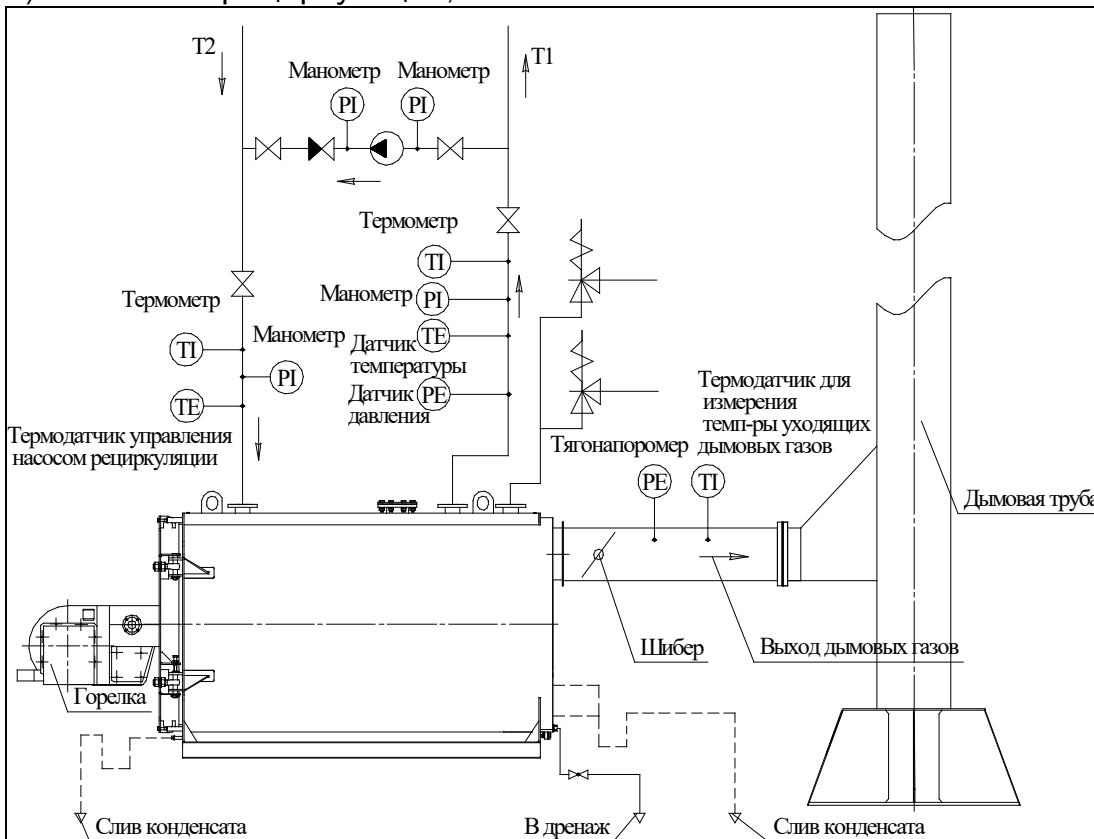 Т2
Т1
Манометр
Манометр
PI
PI
Термометр
TI
Термометр
Манометр
PI
Манометр
TE
Датчик
температуры
TI
PI
Датчик
давления
PE
TE
Термодатчик управления
насосом рециркуляции
Термодатчик для
измерения
темп-ры уходящих
дымовых газов
Тягонапоромер
PE
TI
Дымовая труба
Шибер
Выход дымовых газов
Горелка
Слив конденсата
В дренаж
Слив конденсата